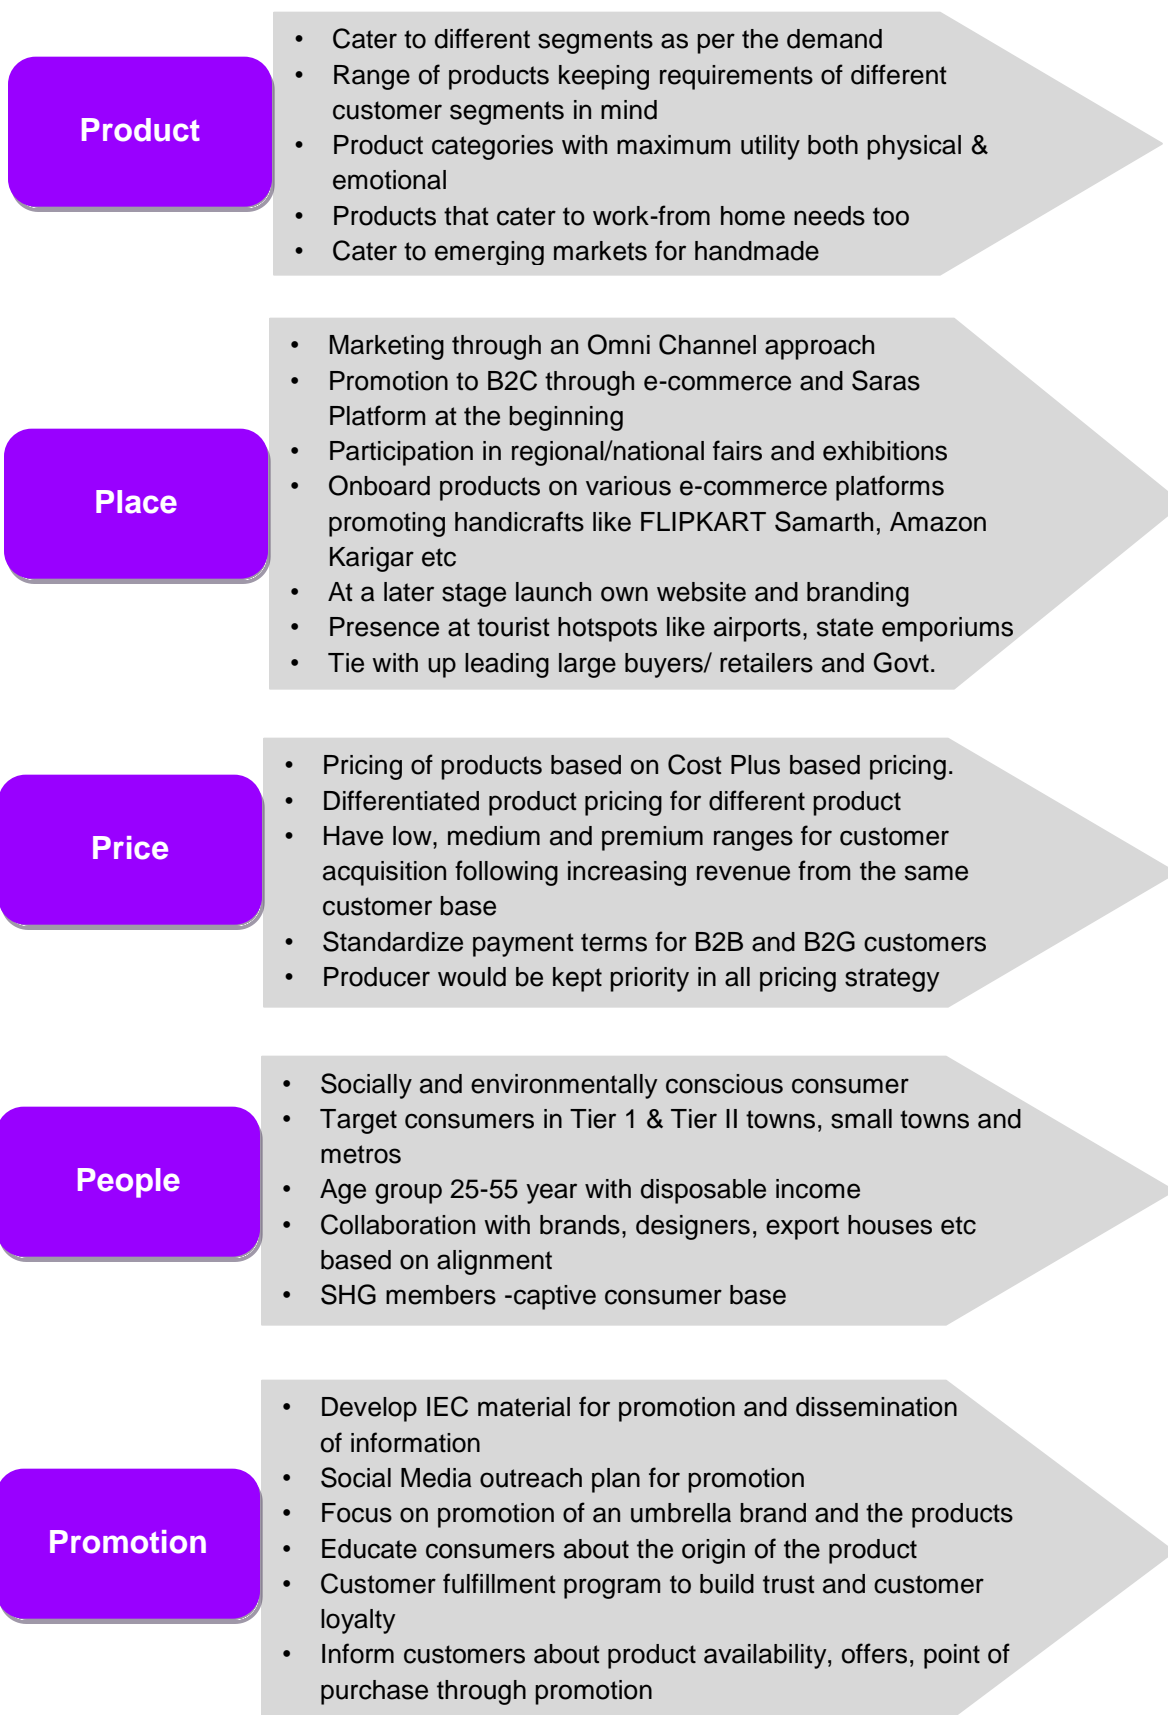 Product
• Cater to different segments as per the demand
• Range of products keeping requirements of different
customer segments in mind
• Product categories with maximum utility both physical &
emotional
• Products that cater to work-from home needs too
• Cater to emerging markets for handmade
Place
• Marketing through an Omni Channel approach
• Promotion to B2C through e-commerce and Saras
Platform at the beginning
• Participation in regional/national fairs and exhibitions
• Onboard products on various e-commerce platforms
promoting handicrafts like FLIPKART Samarth, Amazon
Karigar etc
• At a later stage launch own website and branding
• Presence at tourist hotspots like airports, state emporiums
• Tie with up leading large buyers/ retailers and Govt.
Price
• Pricing of products based on Cost Plus based pricing.
• Differentiated product pricing for different product
• Have low, medium and premium ranges for customer
acquisition following increasing revenue from the same
customer base
• Standardize payment terms for B2B and B2G customers
• Producer would be kept priority in all pricing strategy
People
• Socially and environmentally conscious consumer
• Target consumers in Tier 1 & Tier II towns, small towns and
metros
• Age group 25-55 year with disposable income
• Collaboration with brands, designers, export houses etc
based on alignment
• SHG members -captive consumer base
Promotion
• Develop IEC material for promotion and dissemination
of information
• Social Media outreach plan for promotion
• Focus on promotion of an umbrella brand and the products
• Educate consumers about the origin of the product
• Customer fulfillment program to build trust and customer
loyalty
• Inform customers about product availability, offers, point of
purchase through promotion